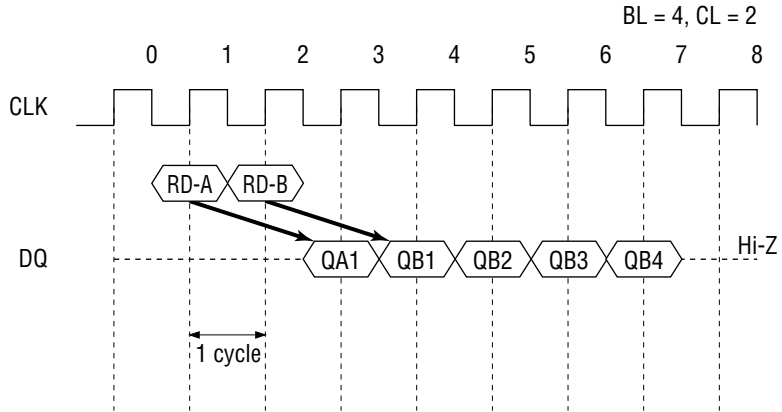 BL = 4, CL = 2
0 1 2 3 4 5 6 7 8
CLK
RD-A RD-B
DQ QA1 QB1 QB2 QB3 QB4 Hi-Z
1 cycle